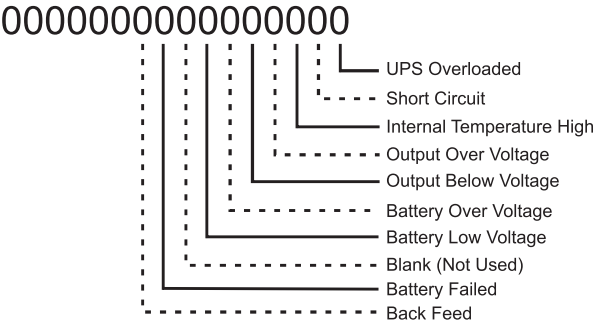 0000000000000000
UPS Overloaded
Short Circuit
Internal Temperature High
Output Over Voltage
Output Below Voltage
Battery Over Voltage
Battery Low Voltage
Blank (Not Used)
Battery Failed
Back Feed